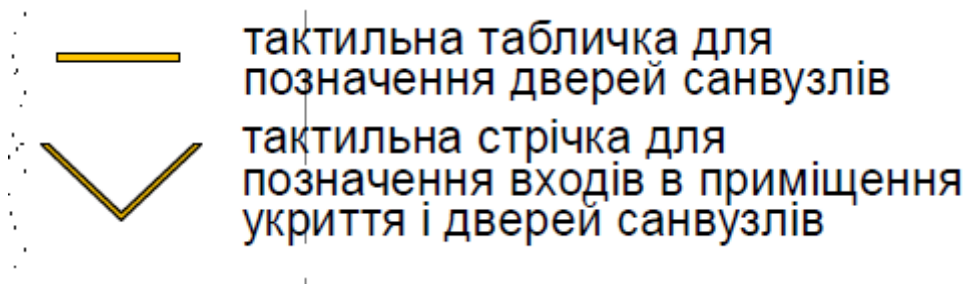 тактильна табличка для
позначення дверей санвузлів
тактильна стрічка для
позначення входів в приміщення
укриття і дверей санвузлів